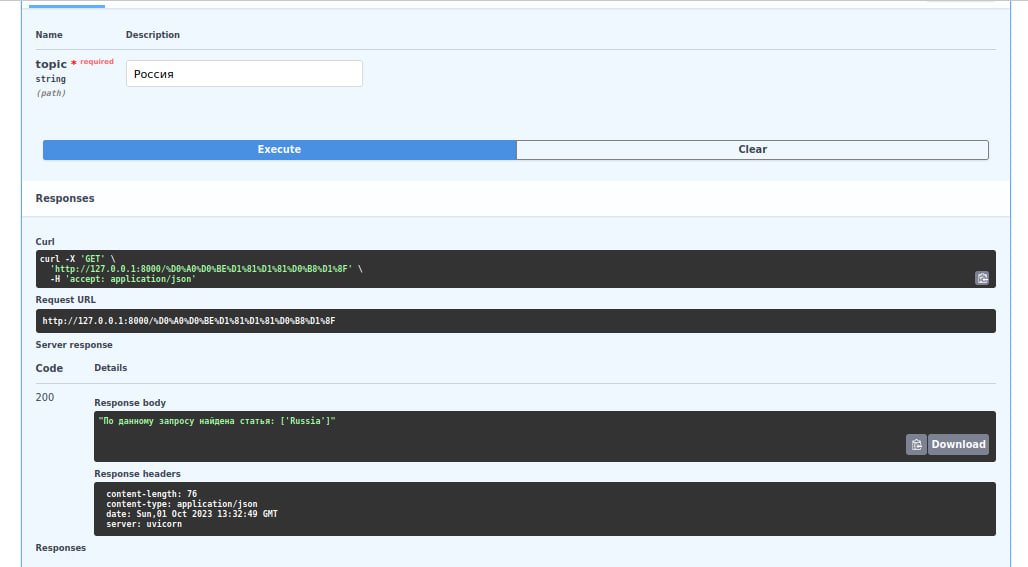 Name Description
topic * required
string
(path)
Россия
Execute Clear
Responses
Curl
curl -X 'GET' \
'http://127.0.0.1:8000/%D0%A0%D0%BE%D1%81%D1%81%D0%B8%D1%8F' \
-H 'accept: application/json'
Request URL
http://127.0.0.1:8000/%D0%A0%D0%BE%D1%81%D1%81%D0%B8%D1%8F
Server response
Code Details
200
Response body
"По данному запросу найдена статья: ['Russia']"
Download
Response headers
content-length: 76
content-type: application/json
date: Sun,01 Oct 2023 13:32:49 GMT
server: uvicorn
Responses